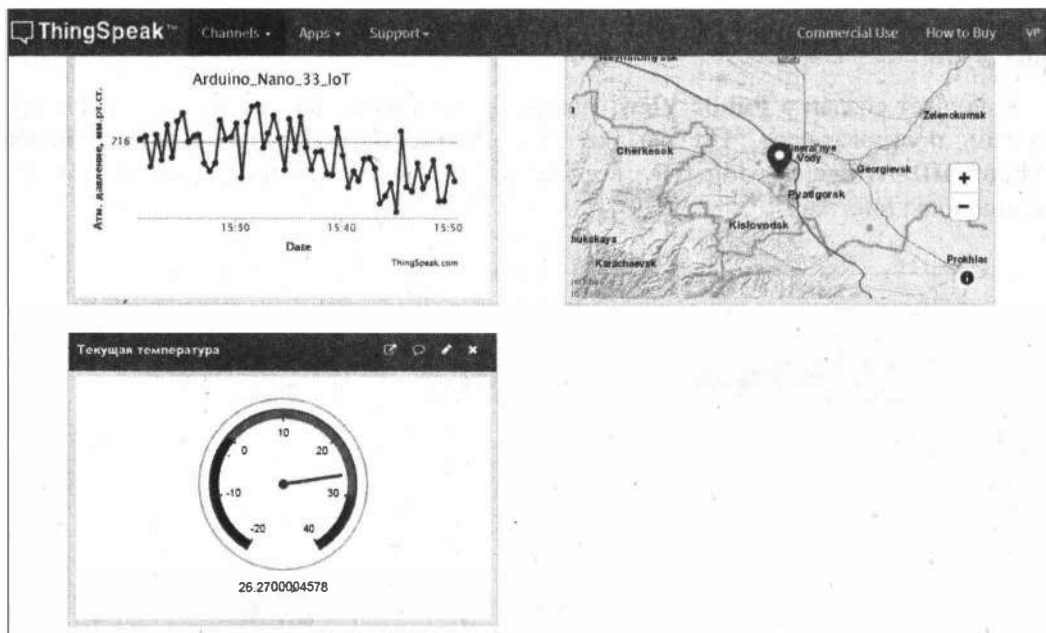 ThingSpeak™ Channels Apps Support Commercial Use How to Buy VP
Arduino_Nano_33_IoT
Атм. давление, мм.рт.ст.
716
15:30 15:40 15:50
Date
ThingSpeak.com
Zelenokumsk
Cherkessk
Mineral'nye
Vody
Georgievsk
Pyatigorsk
Kislovodsk
Karachaevsk
+
−
Текущая температура
-20
-10
0
10
20
30
40
26.2700004578